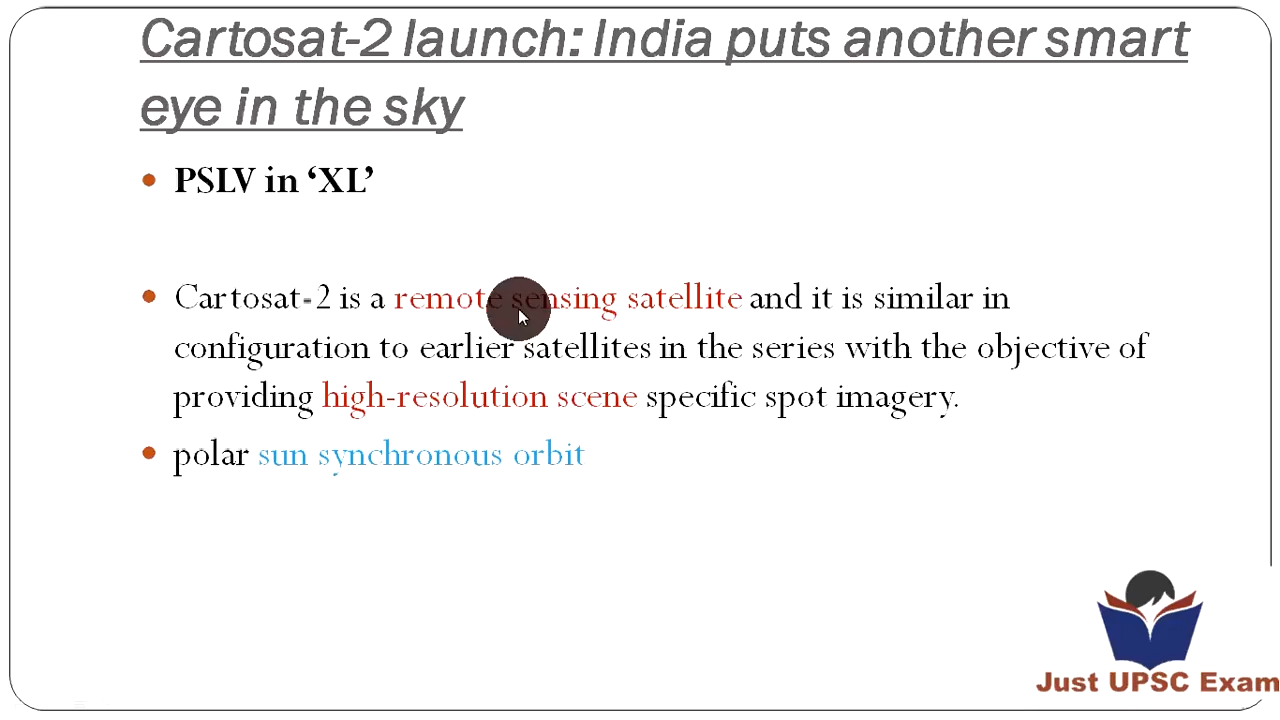 Cartosat-2 launch: India puts another smart
eye in the sky
• PSLV in ‘XL’
• Cartosat-2 is a remote sensing satellite and it is similar in
configuration to earlier satellites in the series with the objective of
providing high-resolution scene specific spot imagery.
• polar sun synchronous orbit
Just UPSC Exam